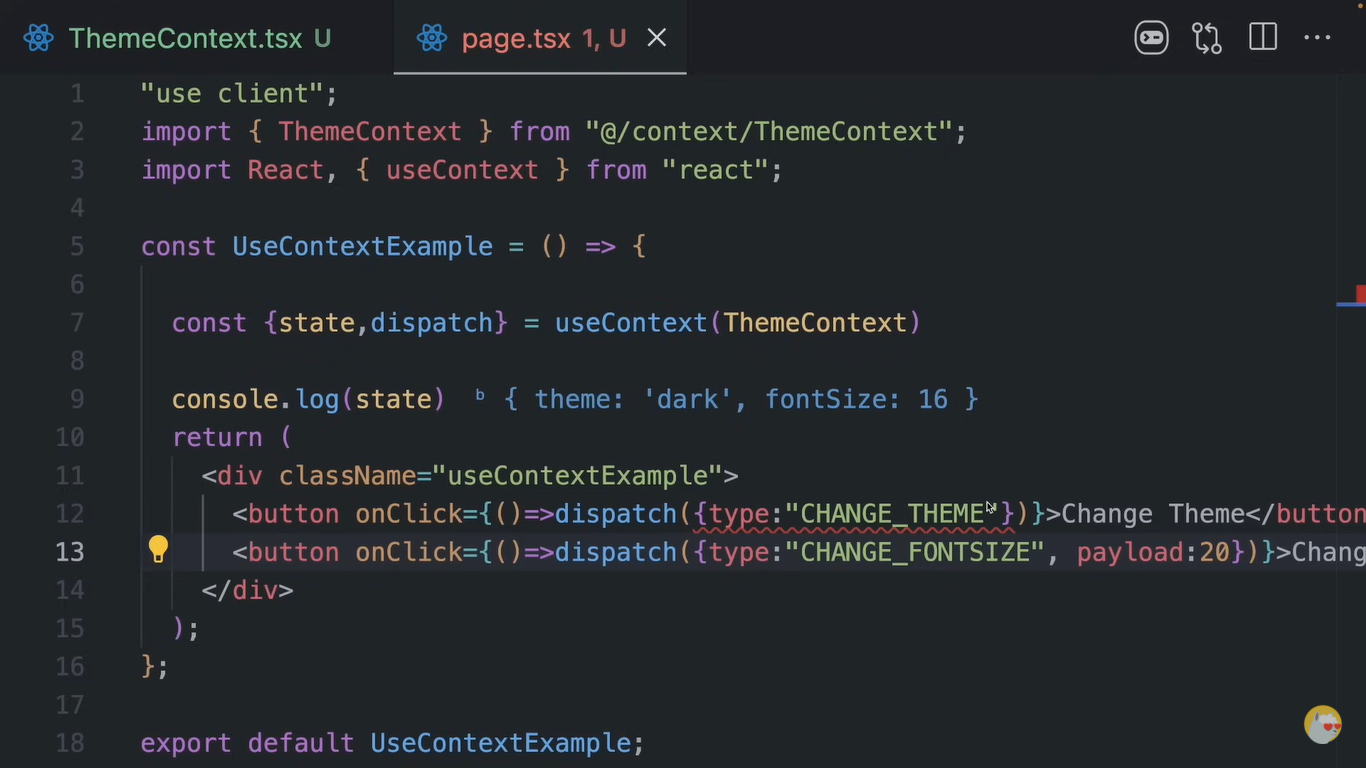 ThemeContext.tsx U
page.tsx 1, U
1 "use client";
2 import { ThemeContext } from "@/context/ThemeContext";
3 import React, { useContext } from "react";
4
5 const UseContextExample = () => {
6
7 const {state,dispatch} = useContext(ThemeContext)
8
9 console.log(state) b { theme: 'dark', fontSize: 16 }
10 return (
11 <div className="useContextExample">
12 <button onClick={()=>dispatch({type:"CHANGE_THEME"})}>Change Theme</button
13 <button onClick={()=>dispatch({type:"CHANGE_FONTSIZE", payload:20})}>Chang
14 </div>
15 );
16 };
17
18 export default UseContextExample;